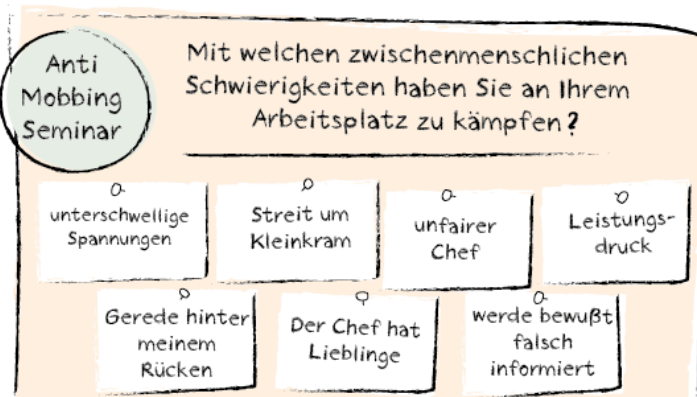 Anti
Mobbing
Seminar
Mit welchen zwischenmenschlichen
Schwierigkeiten haben Sie an Ihrem
Arbeitsplatz zu kämpfen?
unterschwellige
Spannungen
Streit um
Kleinkram
unfairer
Chef
Leistungs-
druck
Gerede hinter
meinem
Rücken
Der Chef hat
Lieblinge
werde bewußt
falsch
informiert